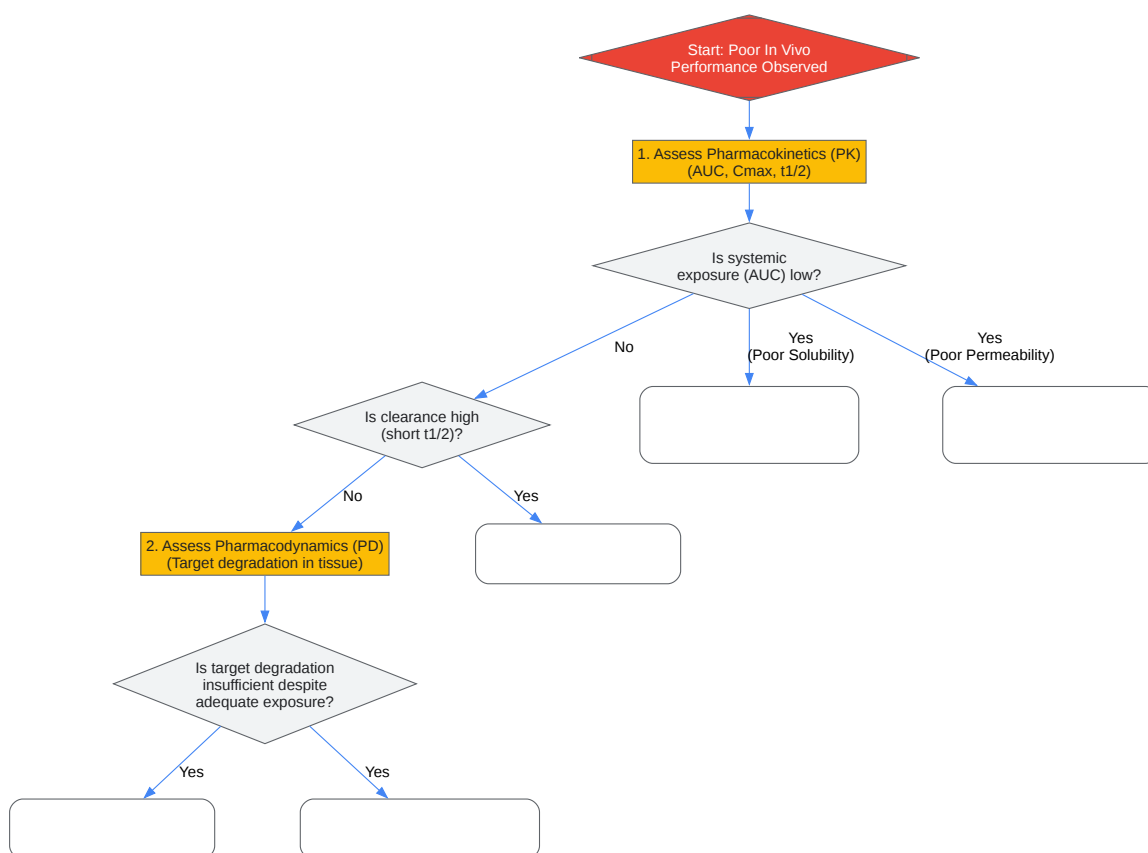 Start: Poor In Vivo
Performance Observed
1. Assess Pharmacokinetics (PK)
(AUC, Cmax, t1/2)
Is systemic
exposure (AUC) low?
No
Yes
(Poor Solubility)
Yes
(Poor Permeability)
Is clearance high
(short t1/2)?
No
Yes
2. Assess Pharmacodynamics (PD)
(Target degradation in tissue)
Is target degradation
insufficient despite
adequate exposure?
Yes
Yes